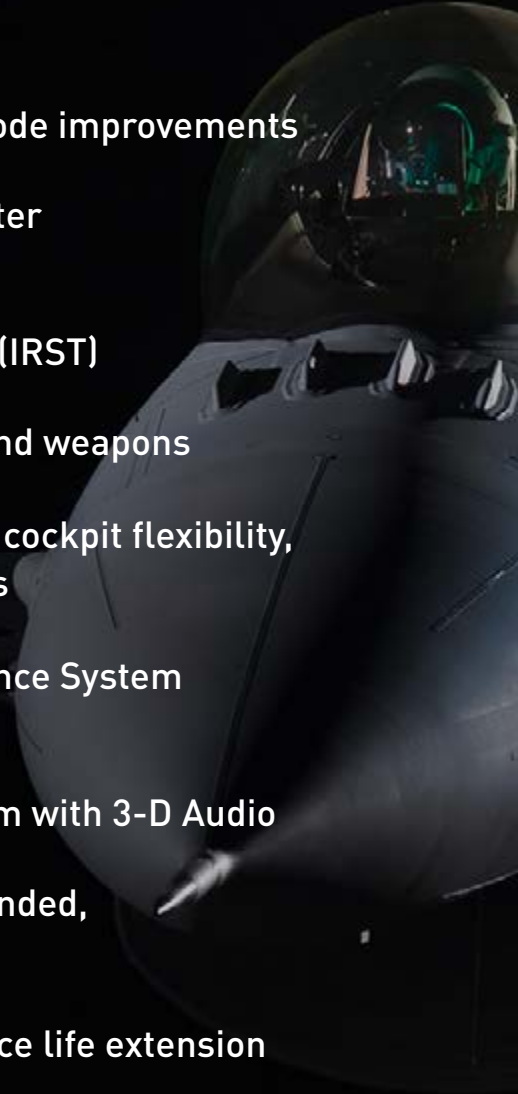 ode improvements
ter
(IRST)
nd weapons
cockpit flexibility,
s
nce System
m with 3-D Audio
nded,
ce life extension